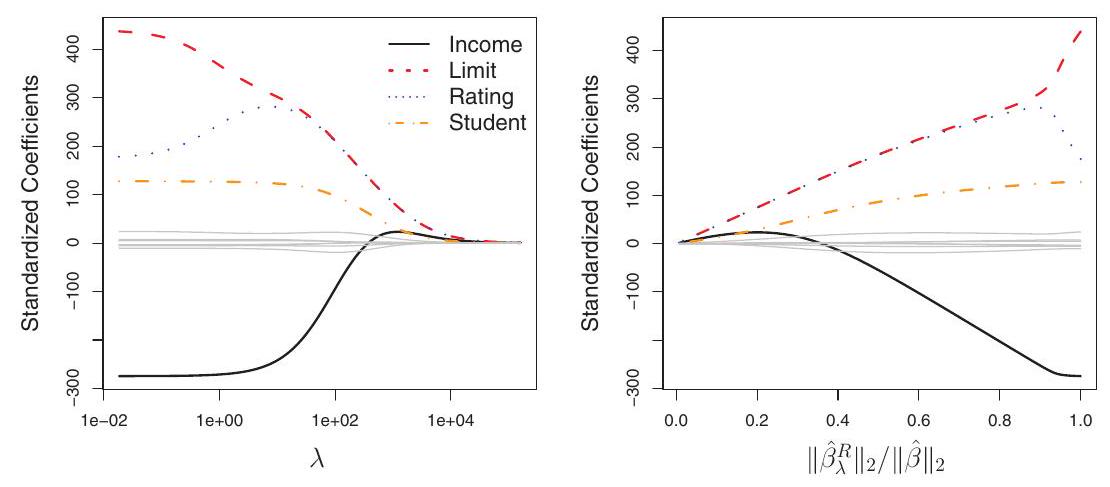 Standardized Coefficients
400
300
200
100
0
−100
−300
1e−02
1e+00
1e+02
1e+04
λ
Income
Limit
Rating
Student
Standardized Coefficients
400
300
200
100
0
−100
−300
0.0
0.2
0.4
0.6
0.8
1.0
‖β̂λᴿ‖₂/‖β̂‖₂